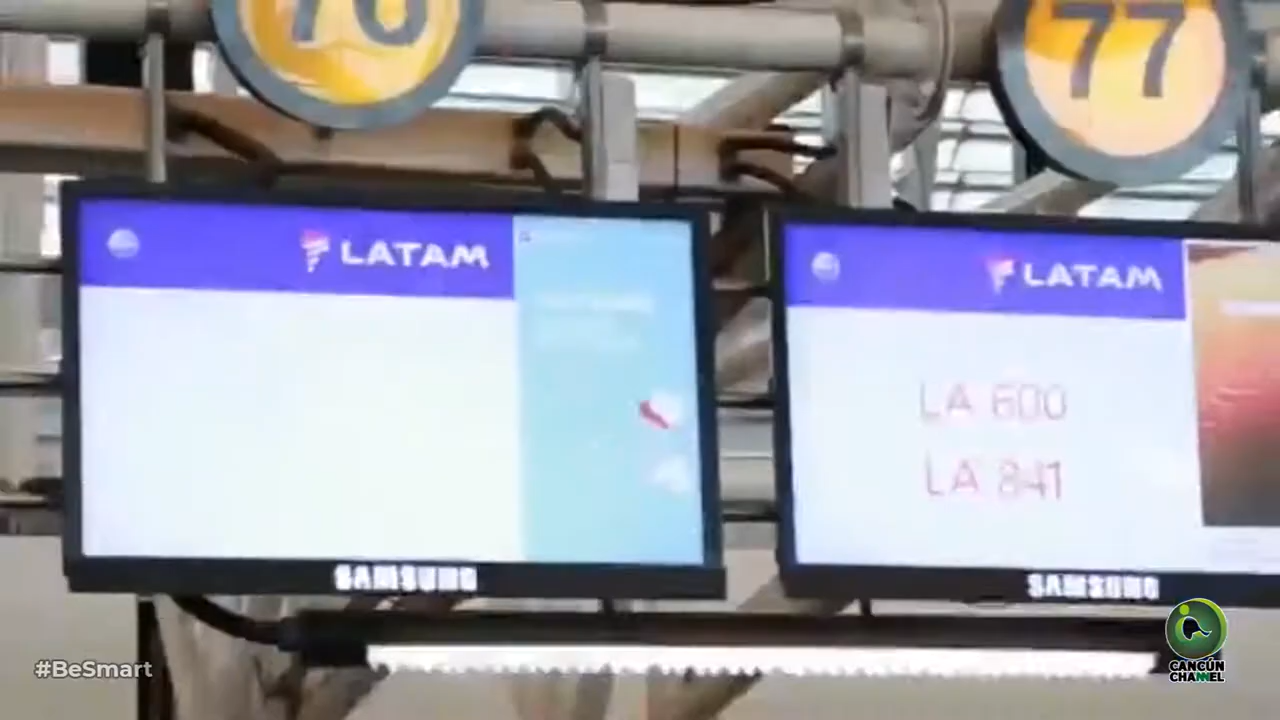 76
77
LATAM
LATAM
LA 600
LA 841
SAMSUNG
SAMSUNG
#BeSmart
CANCÚN
CHANNEL